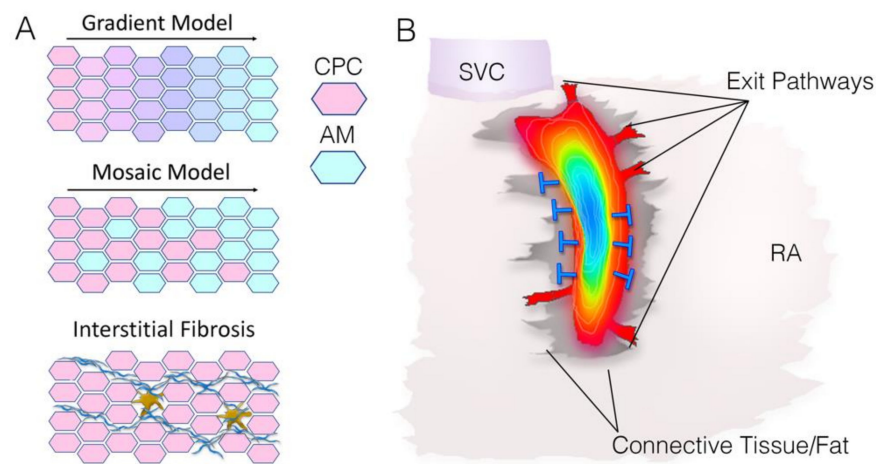 A
Gradient Model
CPC
AM
Mosaic Model
Interstitial Fibrosis
B
SVC
Exit Pathways
RA
Connective Tissue/Fat